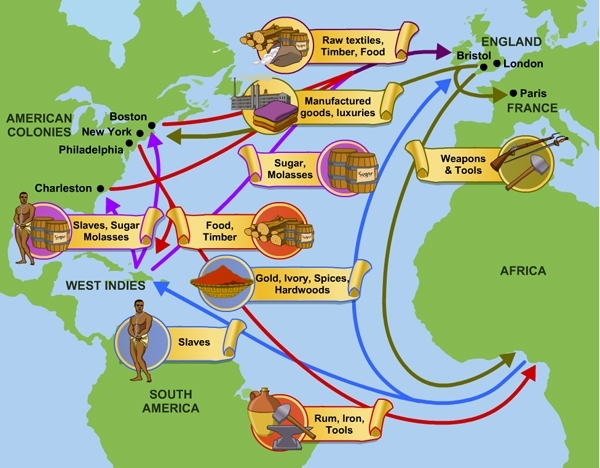 Raw textiles,
Timber, Food
ENGLAND
Bristol
London
Paris
FRANCE
Manufactured
goods, luxuries
AMERICAN
COLONIES
Boston
New York
Philadelphia
Sugar,
Molasses
Sugar
Weapons
& Tools
Charleston
Slaves, Sugar
Molasses
Food,
Timber
WEST INDIES
Gold, Ivory, Spices,
Hardwoods
AFRICA
Slaves
SOUTH
AMERICA
Rum, Iron,
Tools